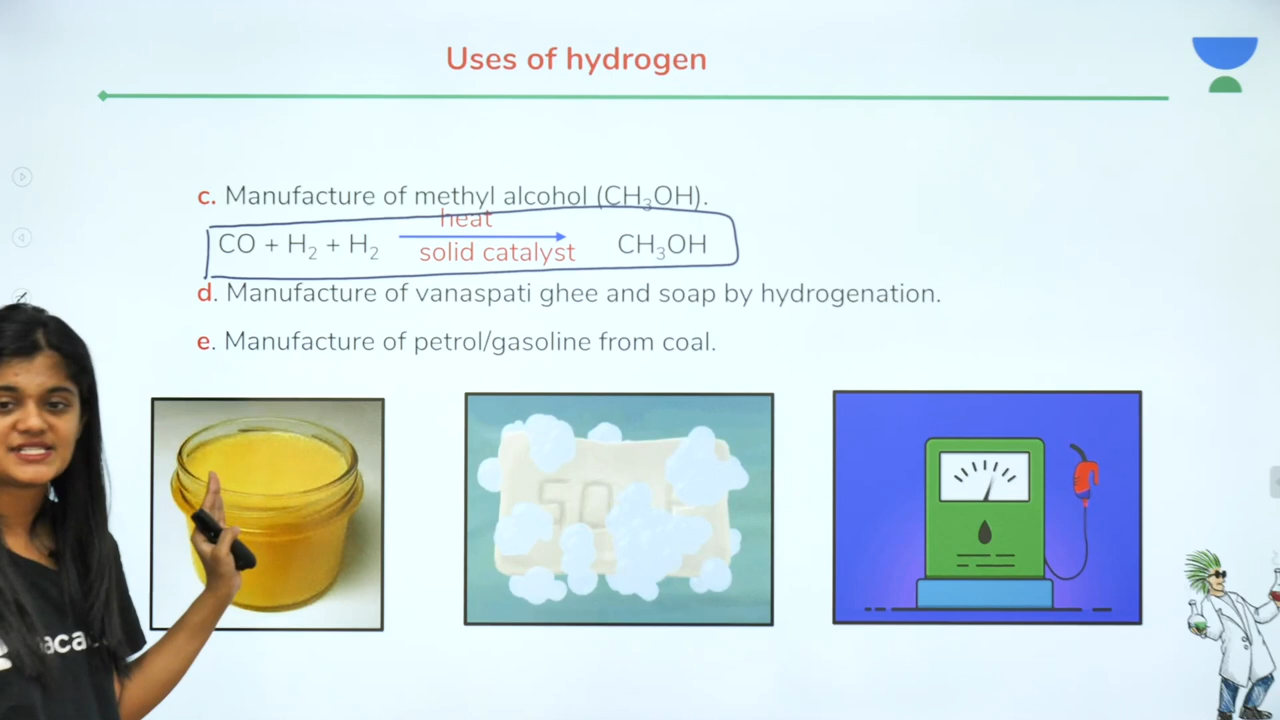 Uses of hydrogen
c. Manufacture of methyl alcohol (CH₃OH).
heat
CO + H₂ + H₂ CH₃OH
solid catalyst
d. Manufacture of vanaspati ghee and soap by hydrogenation.
e. Manufacture of petrol/gasoline from coal.